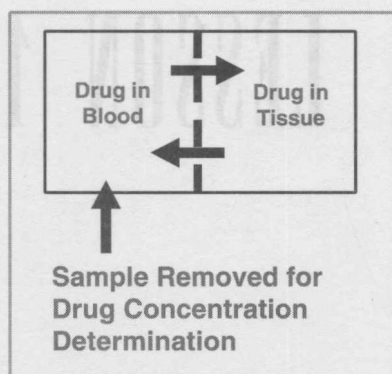 Drug in
Blood
Drug in
Tissue
Sample Removed for
Drug Concentration
Determination